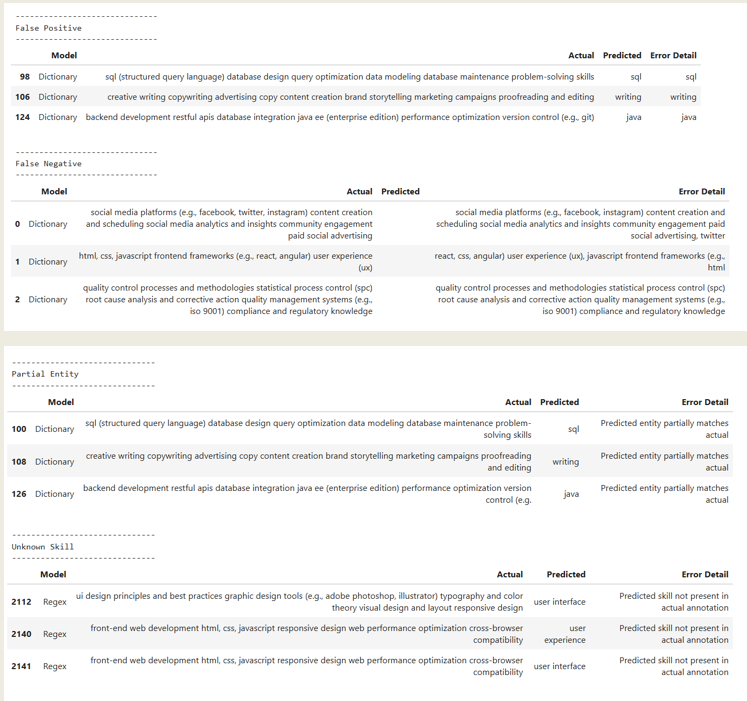 -----------------------------
False Positive
-----------------------------
Model Actual Predicted Error Detail
98 Dictionary sql (structured query language) database design query optimization data modeling database maintenance problem-solving skills sql sql
106 Dictionary creative writing copywriting advertising copy content creation brand storytelling marketing campaigns proofreading and editing writing writing
124 Dictionary backend development restful apis database integration java ee (enterprise edition) performance optimization version control (e.g., git) java java
-----------------------------
False Negative
-----------------------------
Model Actual Predicted Error Detail
social media platforms (e.g., facebook, twitter, instagram) content creation social media platforms (e.g., facebook, instagram) content creation and
0 Dictionary and scheduling social media analytics and insights community engagement scheduling social media analytics and insights community engagement paid
paid social advertising social advertising, twitter
1 Dictionary html, css, javascript frontend frameworks (e.g., react, angular) user experience react, css, angular) user experience (ux), javascript frontend frameworks (e.g.,
(ux) html
quality control processes and methodologies statistical process control (spc) quality control processes and methodologies statistical process control (spc)
2 Dictionary root cause analysis and corrective action quality management systems (e.g., root cause analysis and corrective action quality management systems (e.g.,
iso 9001) compliance and regulatory knowledge iso 9001) compliance and regulatory knowledge
-----------------------------
Partial Entity
-----------------------------
Model Actual Predicted Error Detail
100 Dictionary sql (structured query language) database design query optimization data modeling database maintenance problem- sql Predicted entity partially matches
solving skills actual
108 Dictionary creative writing copywriting advertising copy content creation brand storytelling marketing campaigns proofreading writing Predicted entity partially matches
and editing actual
126 Dictionary backend development restful apis database integration java ee (enterprise edition) performance optimization version java Predicted entity partially matches
control (e.g. actual
-----------------------------
Unknown Skill
-----------------------------
Model Actual Predicted Error Detail
2112 Regex ui design principles and best practices graphic design tools (e.g., adobe photoshop, illustrator) typography and color user interface Predicted skill not present in
theory visual design and layout responsive design actual annotation
2140 Regex front-end web development html, css, javascript responsive design web performance optimization cross-browser user Predicted skill not present in
compatibility experience actual annotation
2141 Regex front-end web development html, css, javascript responsive design web performance optimization cross-browser user interface Predicted skill not present in
compatibility actual annotation